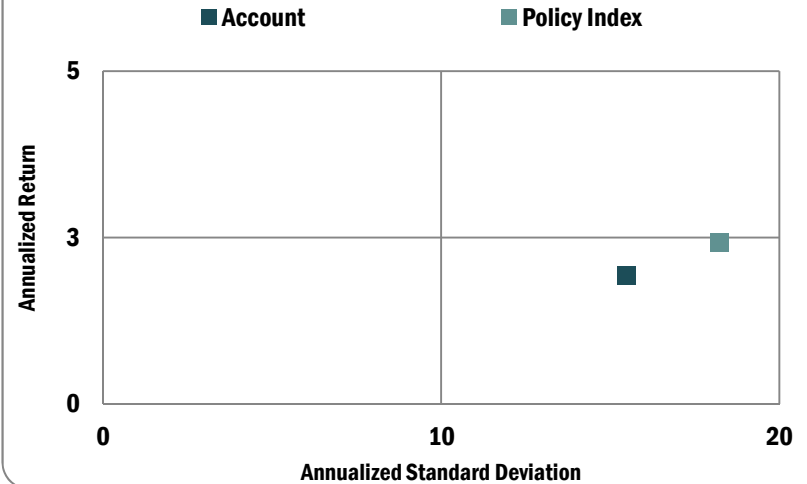 Account Policy Index
5
Annualized Return
3
0
0 10 20
Annualized Standard Deviation